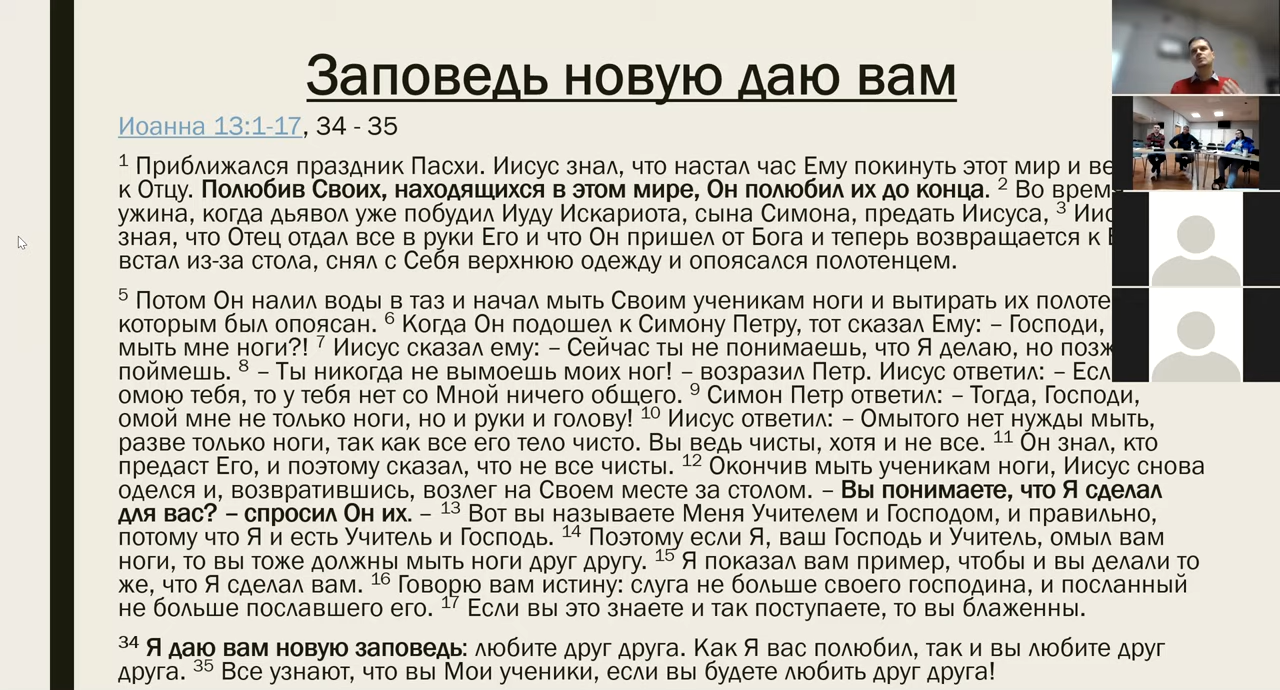 Заповедь новую даю вам
Иоанна 13:1-17, 34 - 35
1 Приближался праздник Пасхи. Иисус знал, что настал час Ему покинуть этот мир и
к Отцу. Полюбив Своих, находящихся в этом мире, Он полюбил их до конца. 2 Во
ужина, когда дьявол уже побудил Иуду Искариота, сына Симона, предать Иисуса, 3
зная, что Отец отдал все в руки Его и что Он пришел от Бога и теперь возвращается к
встал из-за стола, снял с Себя верхнюю одежду и опоясался полотенцем.
5 Потом Он налил воды в таз и начал мыть Своим ученикам ноги и вытирать их
которым был опоясан. 6 Когда Он подошел к Симону Петру, тот сказал Ему: – Господи,
мыть мне ноги?! 7 Иисус сказал ему: – Сейчас ты не понимаешь, что Я делаю, но
поймешь. 8 – Ты никогда не вымоешь моих ног! – возразил Петр. Иисус ответил: –
омою тебя, то у тебя нет со Мной ничего общего. 9 Симон Петр ответил: – Тогда, Господи,
омой мне не только ноги, но и руки и голову! 10 Иисус ответил: – Омытого нет нужды мыть,
разве только ноги, так как все его тело чисто. Вы ведь чисты, хотя и не все. 11 Он знал, кто
предаст Его, и поэтому сказал, что не все чисты. 12 Окончив мыть ученикам ноги, Иисус снова
оделся и, возвратившись, возлег на Своем месте за столом. – Вы понимаете, что Я сделал
для вас? – спросил Он их. – 13 Вот вы называете Меня Учителем и Господом, и правильно,
потому что Я и есть Учитель и Господь. 14 Поэтому если Я, ваш Господь и Учитель, омыл вам
ноги, то вы тоже должны мыть ноги друг другу. 15 Я показал вам пример, чтобы и вы делали то
же, что Я сделал вам. 16 Говорю вам истину: слуга не больше своего господина, и посланный
не больше пославшего его. 17 Если вы это знаете и так поступаете, то вы блаженны.
34 Я даю вам новую заповедь: любите друг друга. Как Я вас полюбил, так и вы любите друг
друга. 35 Все узнают, что вы Мои ученики, если вы будете любить друг друга!